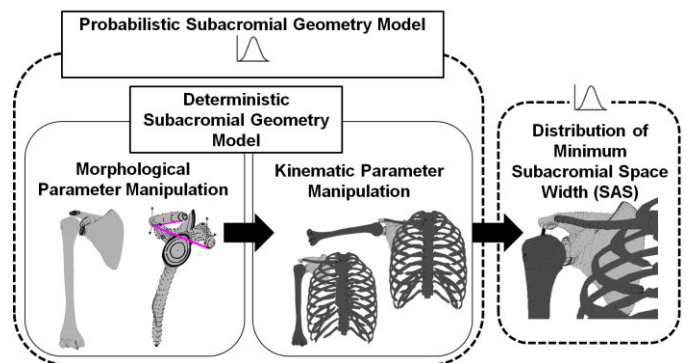 Probabilistic Subacromial Geometry Model
Deterministic
Subacromial Geometry
Model
Morphological
Parameter Manipulation
Kinematic Parameter
Manipulation
Distribution of
Minimum
Subacromial Space
Width (SAS)